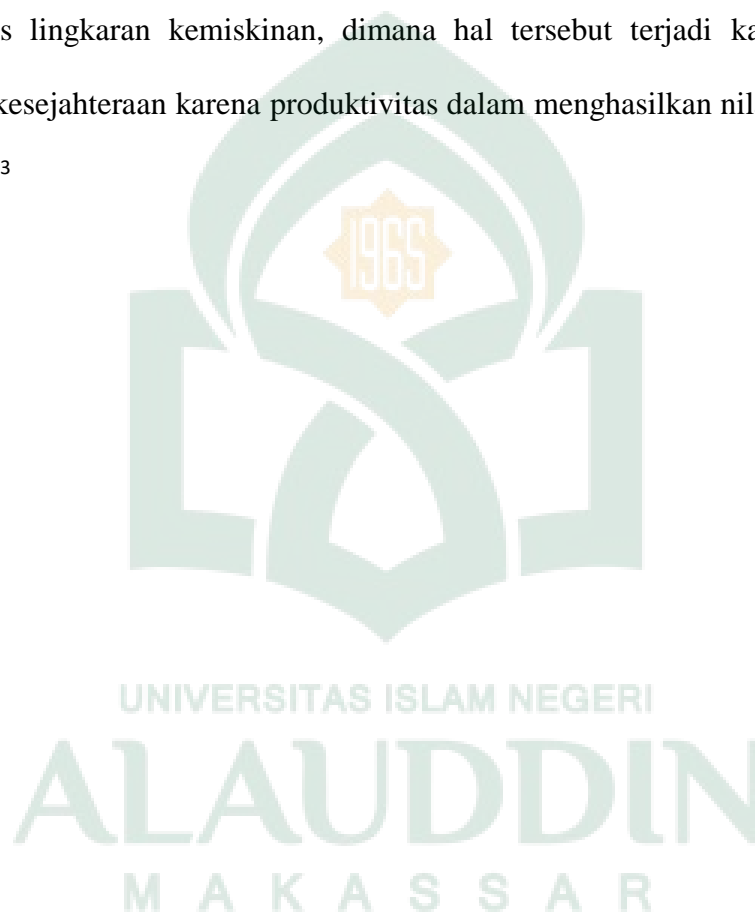 s lingkaran kemiskinan, dimana hal tersebut terjadi ka
kesejahteraan karena produktivitas dalam menghasilkan nil
3
1965
UNIVERSITAS ISLAM NEGERI
ALAUDDIN
MAKASSAR